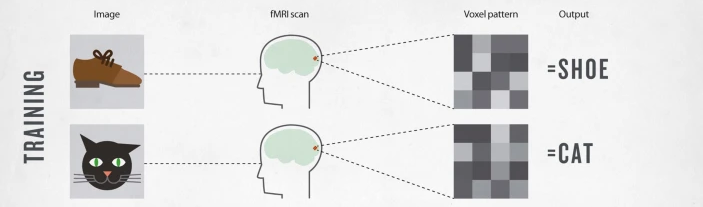 Image fMRI scan Voxel pattern Output
TRAINING
=SHOE
=CAT